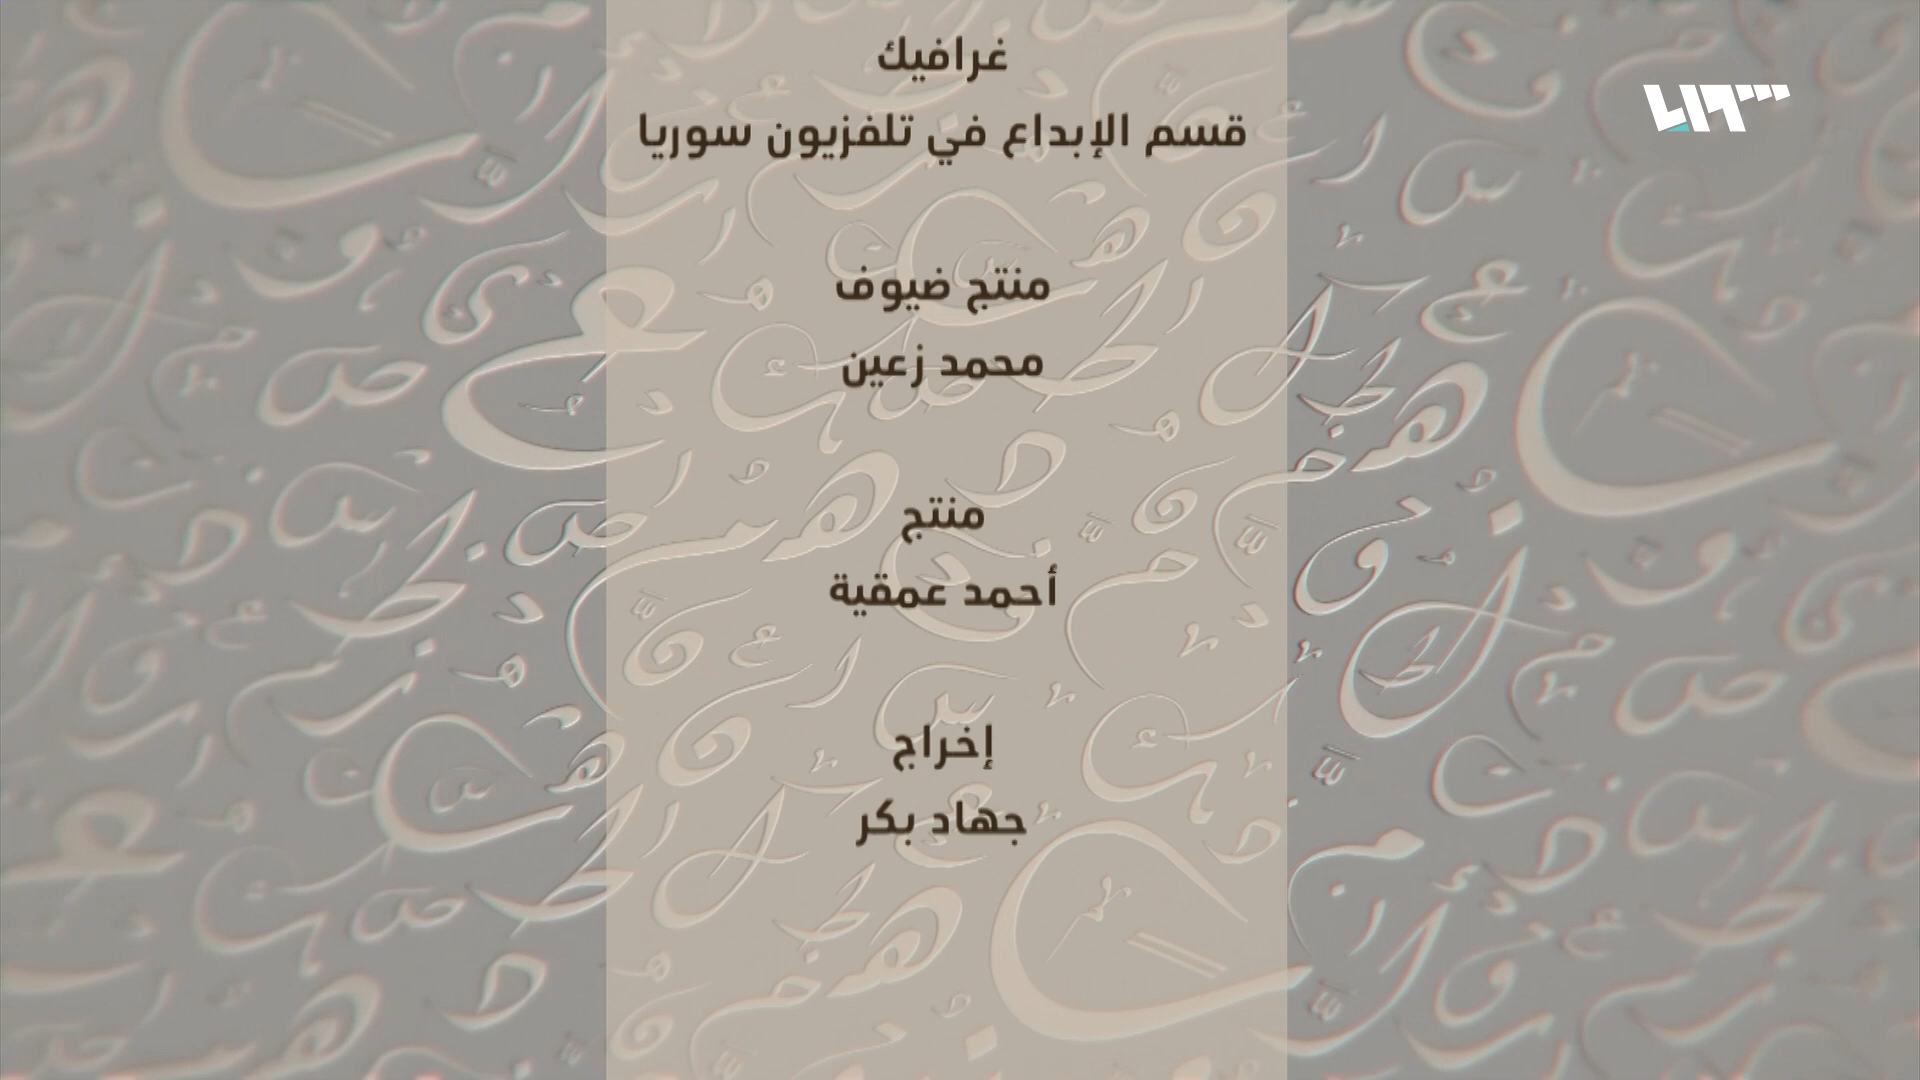 غرافيك
قسم الإبداع في تلفزيون سوريا
منتج ضيوف
محمد زعين
منتج
أحمد عمقية
إخراج
جهاد بكر